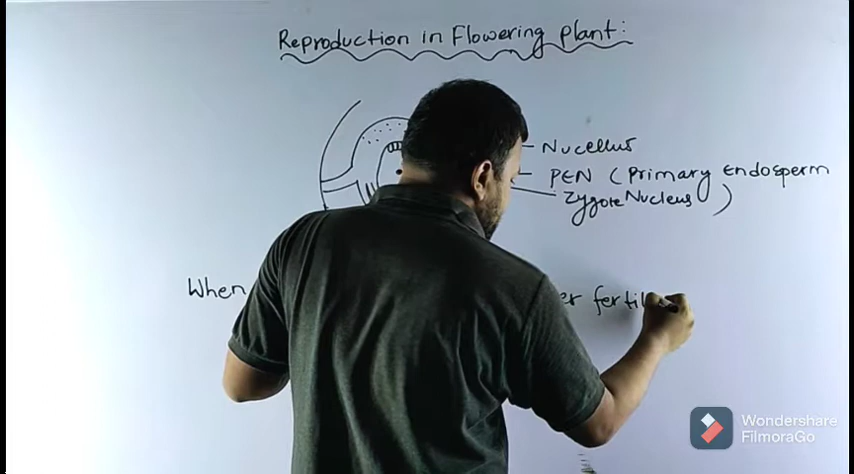 Reproduction in Flowering plant:
Nucellus
PEN (Primary Endosperm
Zygote Nucleus)
When er fertil
Wondershare
FilmoraGo